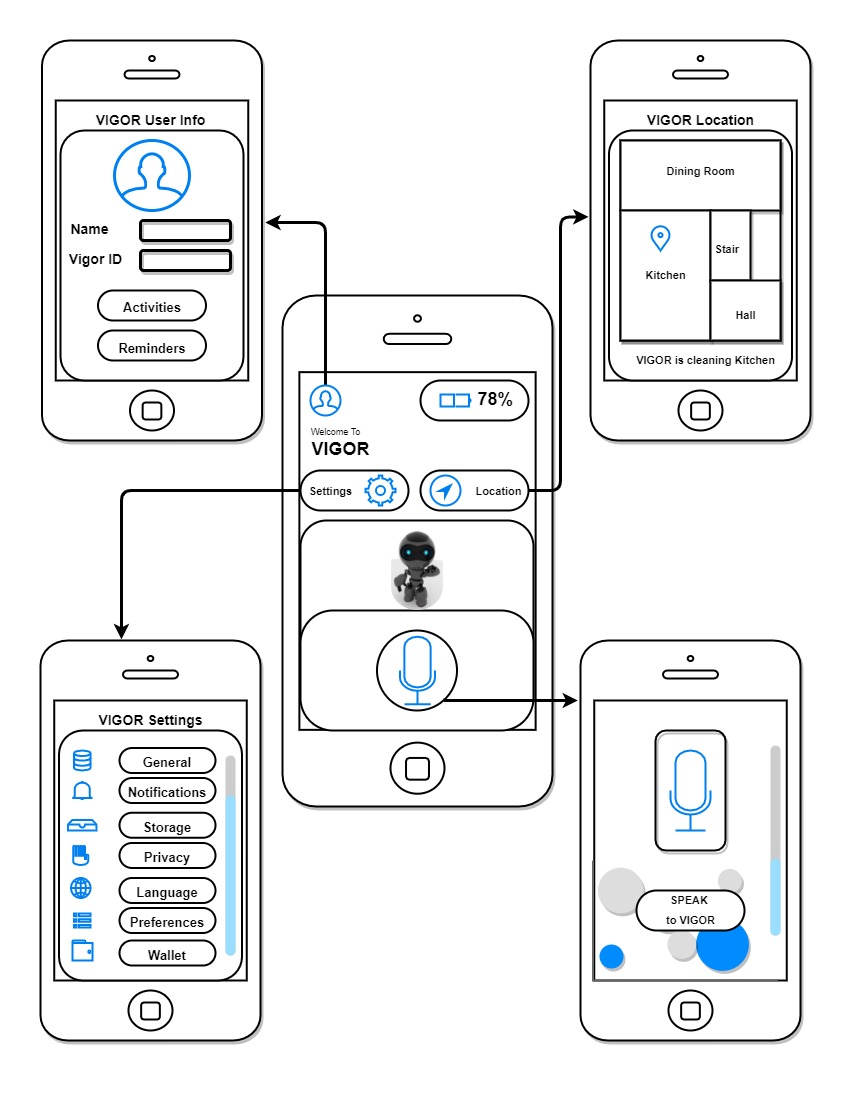 VIGOR User Info
Name
Vigor ID
Activities
Reminders
VIGOR Location
Dining Room
Kitchen
Stair
Hall
VIGOR is cleaning Kitchen
78%
Welcome To
VIGOR
Settings
Location
VIGOR Settings
General
Notifications
Storage
Privacy
Language
Preferences
Wallet
SPEAK
to VIGOR